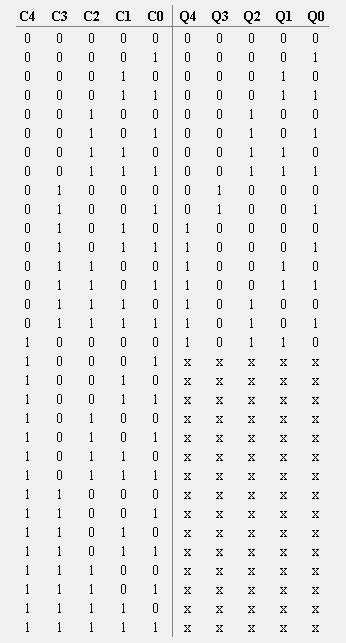 C4 C3 C2 C1 C0 Q4 Q3 Q2 Q1 Q0
0 0 0 0 0 0 0 0 0 0
0 0 0 0 1 0 0 0 0 1
0 0 0 1 0 0 0 0 1 0
0 0 0 1 1 0 0 0 1 1
0 0 1 0 0 0 0 1 0 0
0 0 1 0 1 0 0 1 0 1
0 0 1 1 0 0 0 1 1 0
0 0 1 1 1 0 0 1 1 1
0 1 0 0 0 0 1 0 0 0
0 1 0 0 1 0 1 0 0 1
0 1 0 1 0 1 0 0 0 0
0 1 0 1 1 1 0 0 0 1
0 1 1 0 0 1 0 0 1 0
0 1 1 0 1 1 0 0 1 1
0 1 1 1 0 1 0 1 0 0
0 1 1 1 1 1 0 1 0 1
1 0 0 0 0 1 0 1 1 0
1 0 0 0 1 x x x x x
1 0 0 1 0 x x x x x
1 0 0 1 1 x x x x x
1 0 1 0 0 x x x x x
1 0 1 0 1 x x x x x
1 0 1 1 0 x x x x x
1 0 1 1 1 x x x x x
1 1 0 0 0 x x x x x
1 1 0 0 1 x x x x x
1 1 0 1 0 x x x x x
1 1 0 1 1 x x x x x
1 1 1 0 0 x x x x x
1 1 1 0 1 x x x x x
1 1 1 1 0 x x x x x
1 1 1 1 1 x x x x x